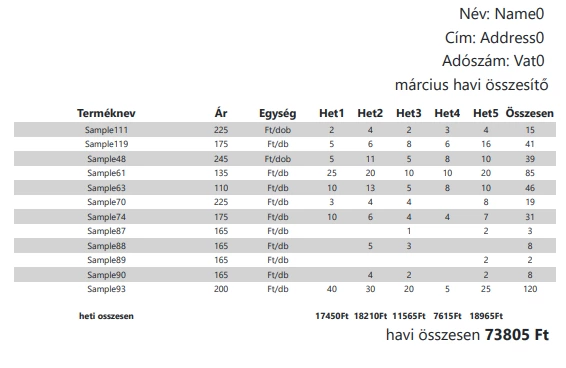 Név: Name0
Cím: Address0
Adószám: Vat0
március havi összesítő
Terméknev Ár Egység Het1 Het2 Het3 Het4 Het5 Összesen
Sample111 225 Ft/dob 2 4 2 3 4 15
Sample119 175 Ft/db 5 6 8 6 16 41
Sample48 245 Ft/dob 5 11 5 8 10 39
Sample61 135 Ft/db 25 20 10 10 20 85
Sample63 110 Ft/db 10 13 5 8 10 46
Sample70 225 Ft/db 3 4 4 8 19
Sample74 175 Ft/db 10 6 4 4 7 31
Sample87 165 Ft/db 1 2 3
Sample88 165 Ft/db 5 3 8
Sample89 165 Ft/db 2 2
Sample90 165 Ft/db 4 2 2 8
Sample93 200 Ft/db 40 30 20 5 25 120
heti osszesen 17450Ft 18210Ft 11565Ft 7615Ft 18965Ft
havi összesen 73805 Ft